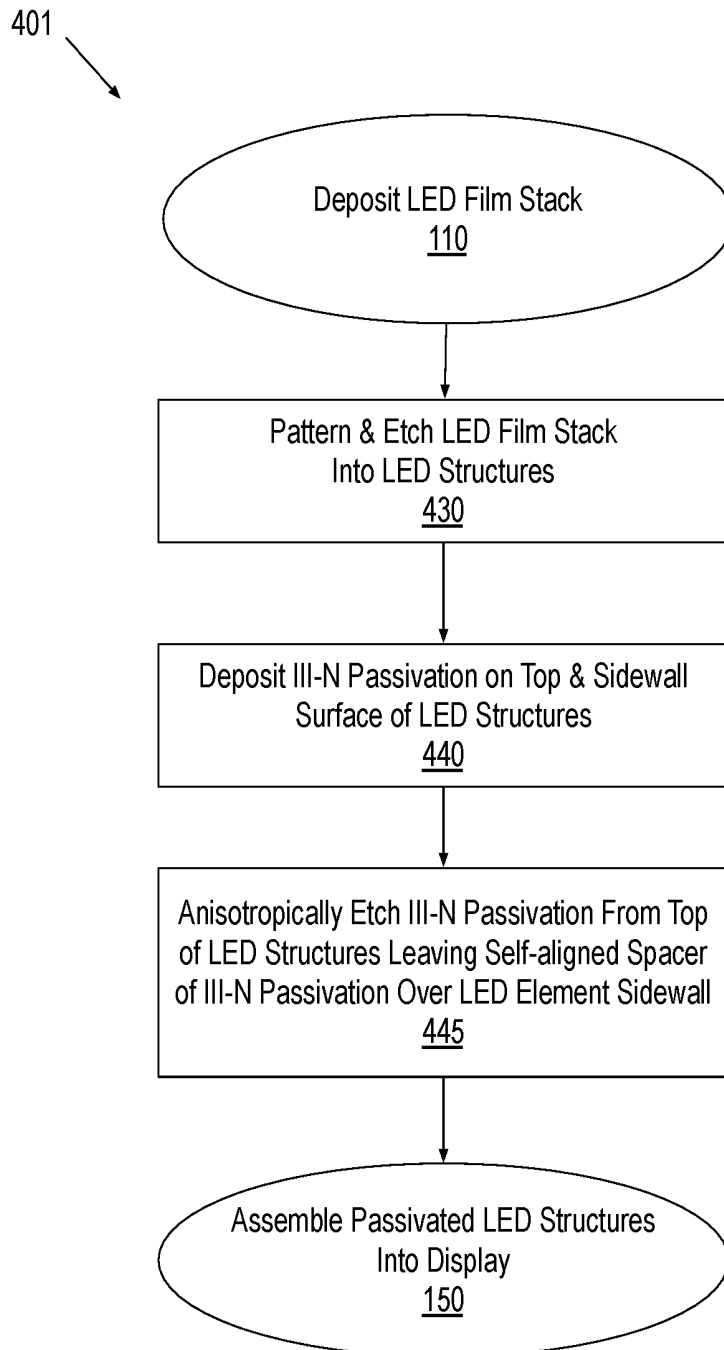 401
Deposit LED Film Stack
110
Pattern & Etch LED Film Stack
Into LED Structures
430
Deposit III-N Passivation on Top & Sidewall
Surface of LED Structures
440
Anisotropically Etch III-N Passivation From Top
of LED Structures Leaving Self-aligned Spacer
of III-N Passivation Over LED Element Sidewall
445
Assemble Passivated LED Structures
Into Display
150